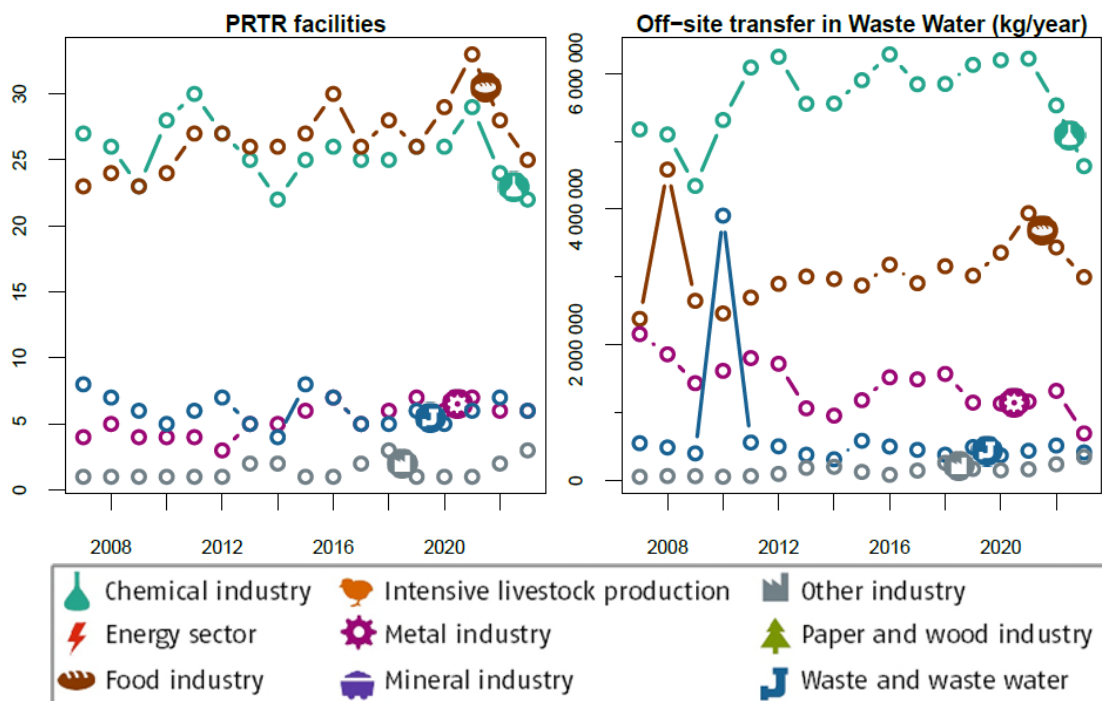 PRTR facilities
30
25
20
15
10
5
0
2008 2012 2016 2020
Off−site transfer in Waste Water (kg/year)
6 000 000
4 000 000
2 000 000
0
2008 2012 2016 2020
Chemical industry Intensive livestock production Other industry
Energy sector Metal industry Paper and wood industry
Food industry Mineral industry Waste and waste water